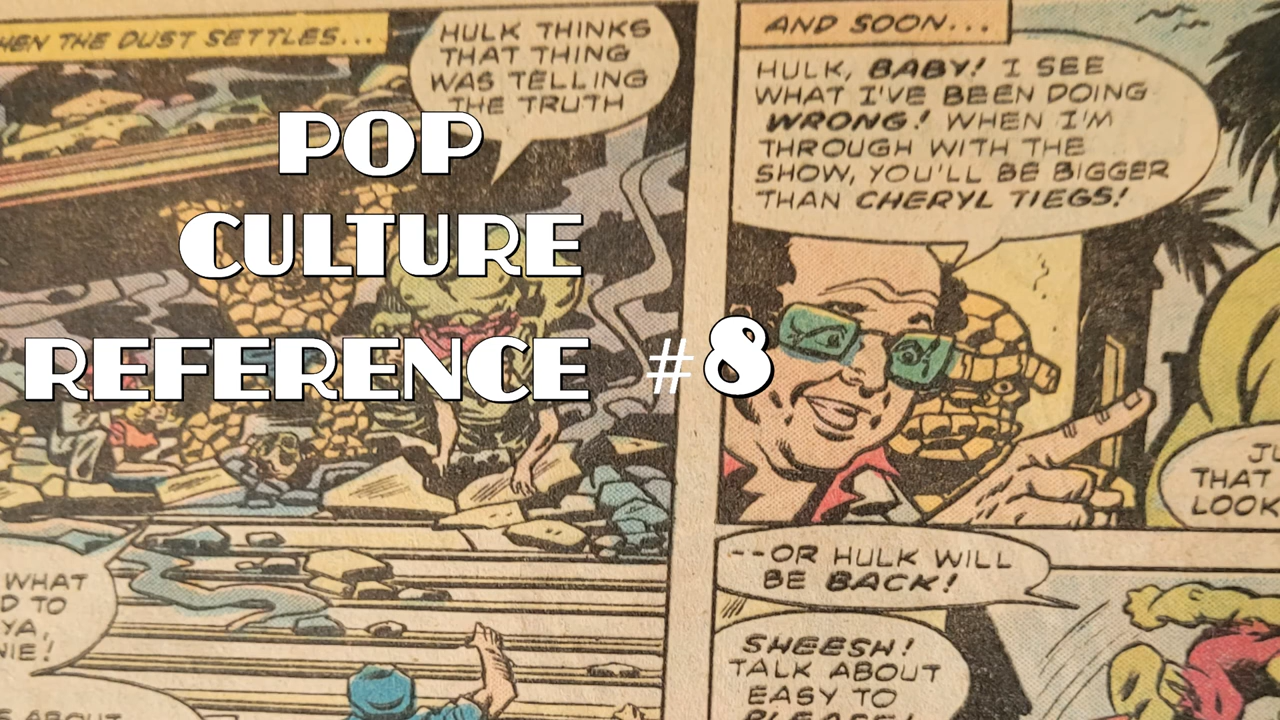 WHEN THE DUST SETTLES...
HULK THINKS
THAT THING
WAS TELLING
THE TRUTH
AND SOON...
HULK, BABY! I SEE
WHAT I'VE BEEN DOING
WRONG! WHEN I'M
THROUGH WITH THE
SHOW, YOU'LL BE BIGGER
THAN CHERYL TIEGS!
POP
CULTURE
REFERENCE #8
THAT
LOOK
--OR HULK WILL
BE BACK!
WHAT
TO
YA,
SHEESH!
TALK ABOUT
EASY TO
PLEASE!
ABOUT